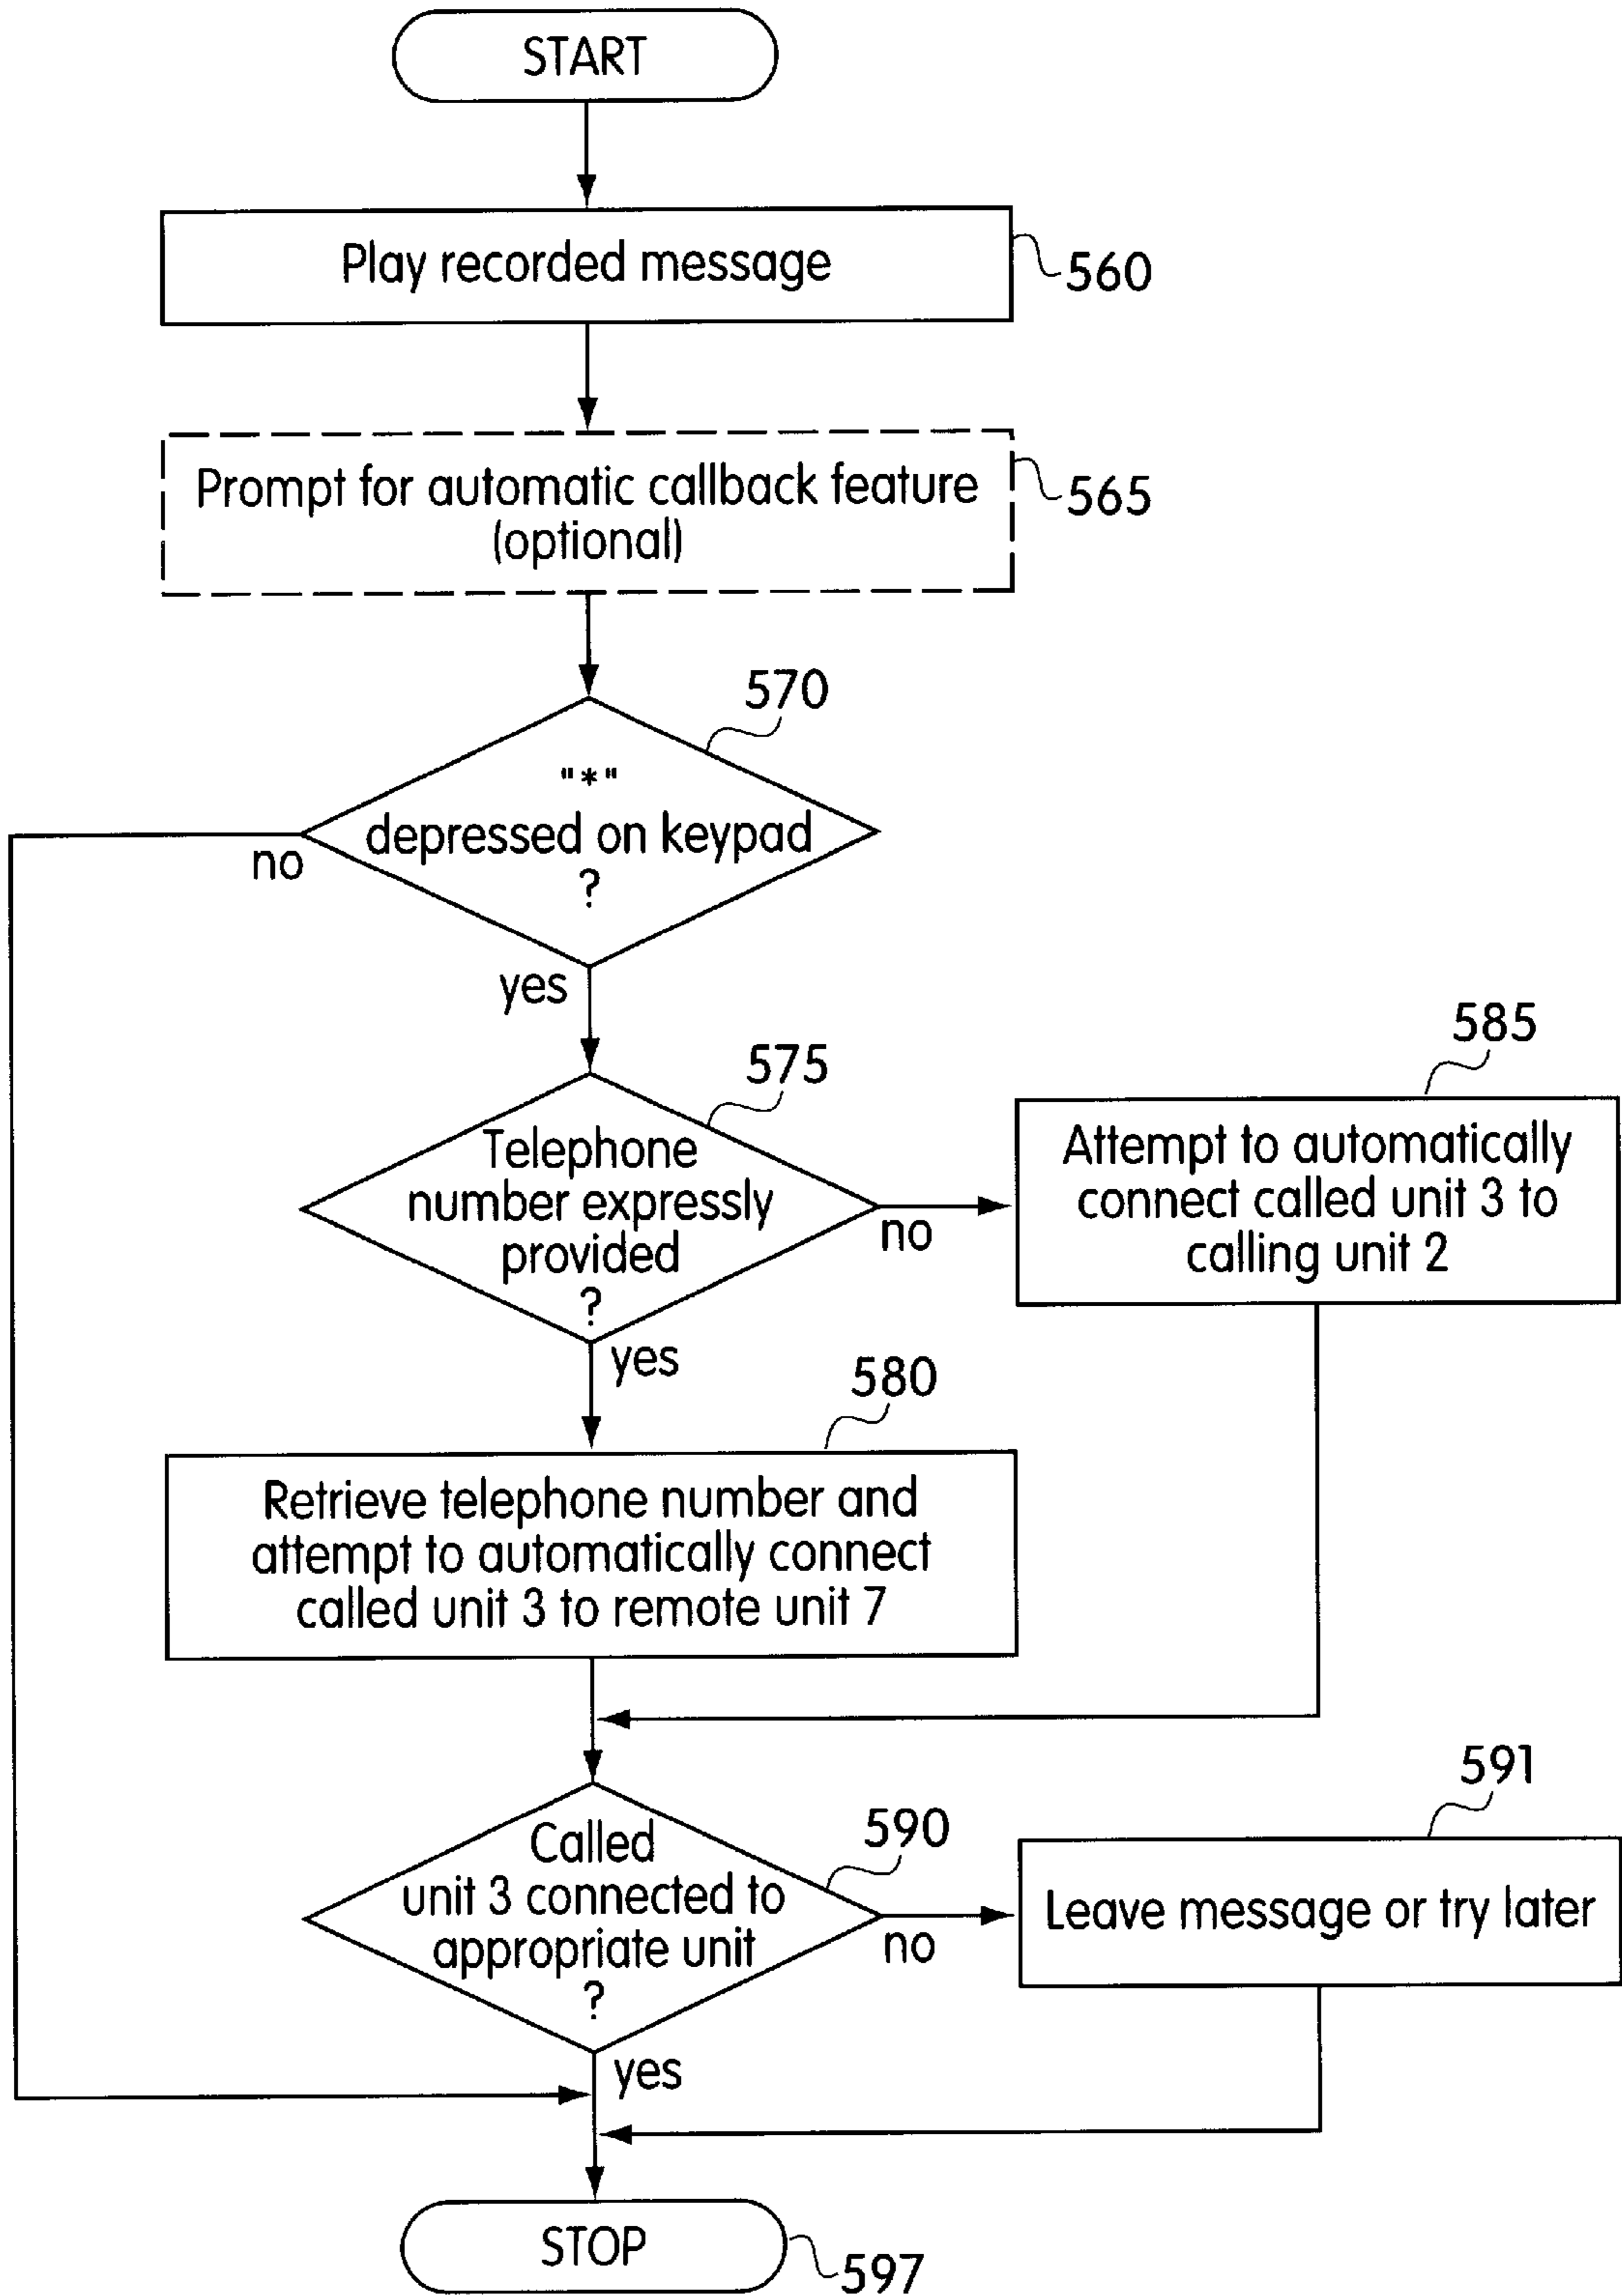 START
Play recorded message
560
Prompt for automatic callback feature
(optional)
565
570
"*"
depressed on keypad
?
no
yes
575
Telephone
number expressly
provided
?
no
yes
585
Attempt to automatically
connect called unit 3 to
calling unit 2
580
Retrieve telephone number and
attempt to automatically connect
called unit 3 to remote unit 7
590
Called
unit 3 connected to
appropriate unit
?
no
yes
591
Leave message or try later
STOP
597